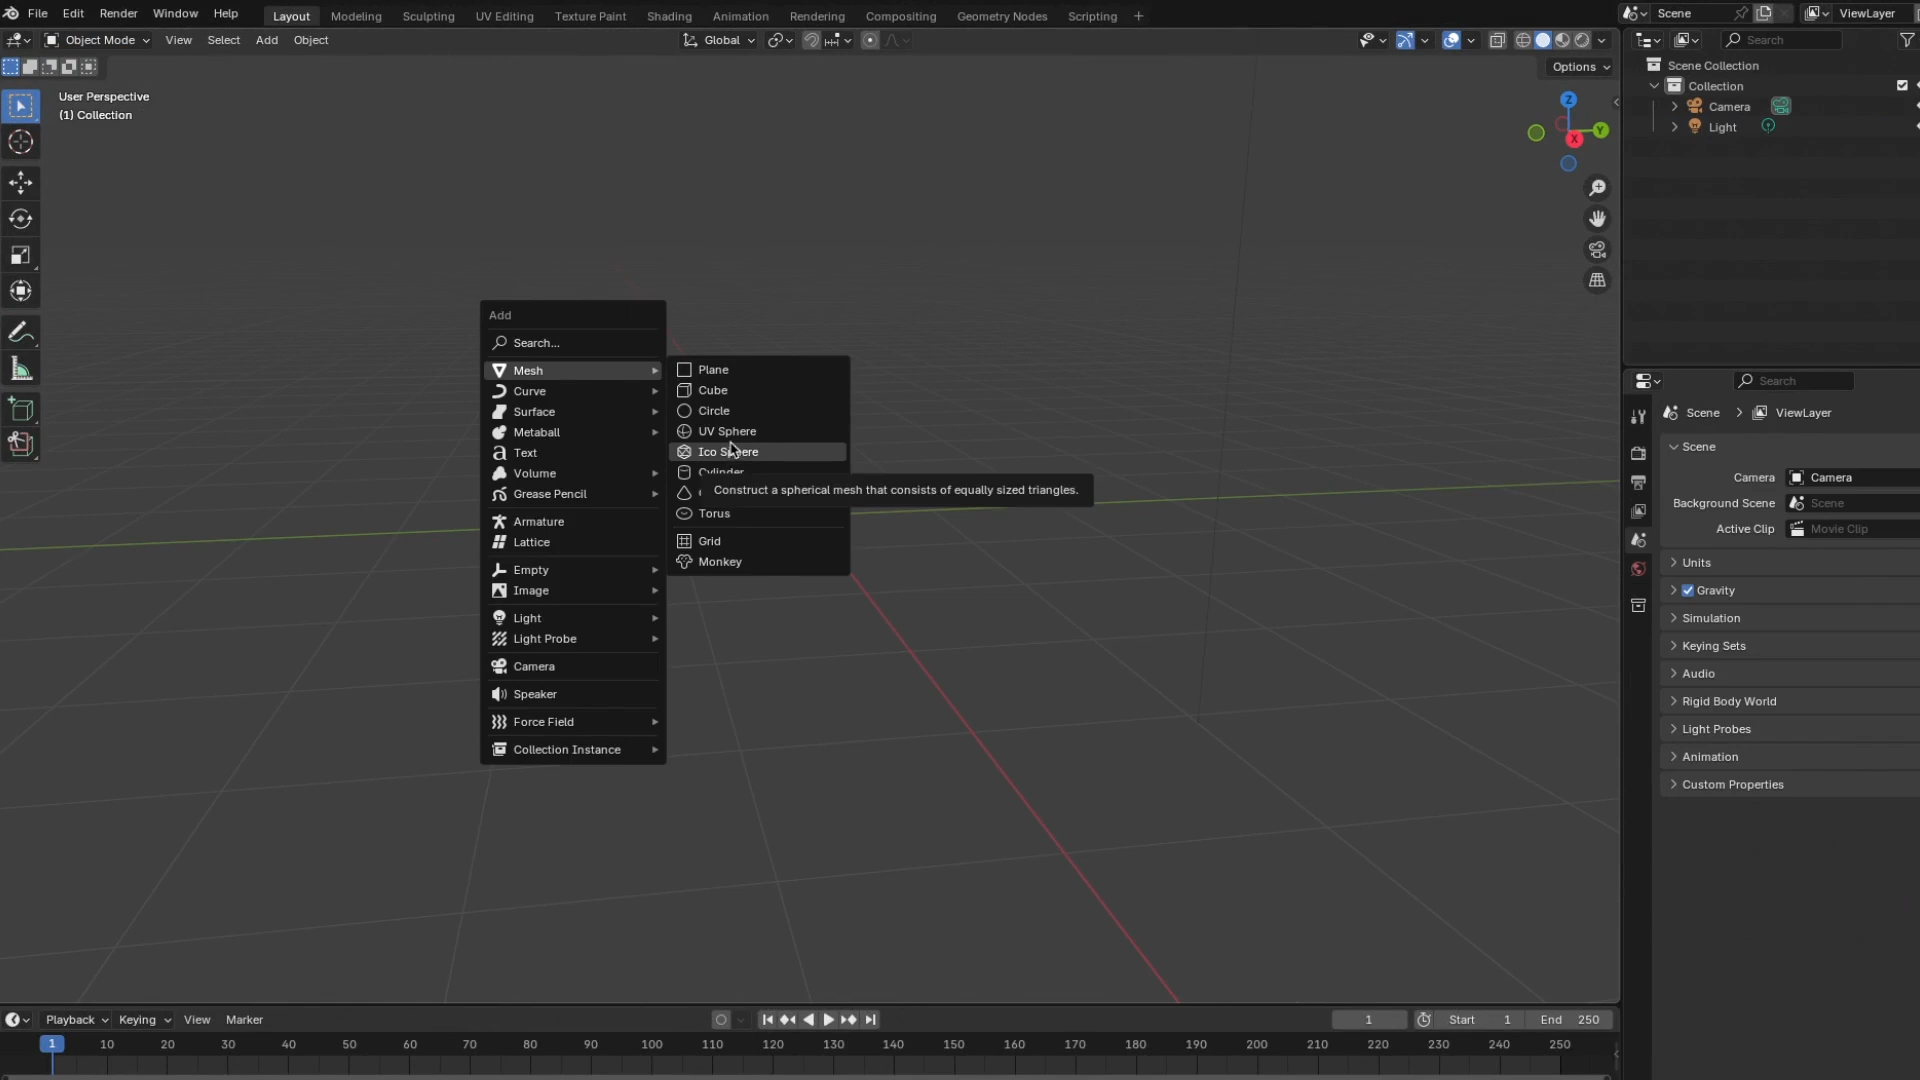 File Edit Render Window Help Layout Modeling Sculpting UV Editing Texture Paint Shading Animation Rendering Compositing Geometry Nodes Scripting + Scene ViewLayer
Object Mode View Select Add Object Global Search
Options
User Perspective
(1) Collection
Z
Y
X
Scene Collection
Collection
Camera
Light
Add
Search...
Mesh
Curve
Surface
Metaball
Text
Volume
Grease Pencil
Armature
Lattice
Empty
Image
Light
Light Probe
Camera
Speaker
Force Field
Collection Instance
Plane
Cube
Circle
UV Sphere
Ico Sphere
Cylinder
Construct a spherical mesh that consists of equally sized triangles.
Torus
Grid
Monkey
Search
Scene ViewLayer
Scene
Camera Camera
Background Scene Scene
Active Clip Movie Clip
Units
Gravity
Simulation
Keying Sets
Audio
Rigid Body World
Light Probes
Animation
Custom Properties
Playback Keying View Marker 1 Start 1 End 250
1 10 20 30 40 50 60 70 80 90 100 110 120 130 140 150 160 170 180 190 200 210 220 230 240 250